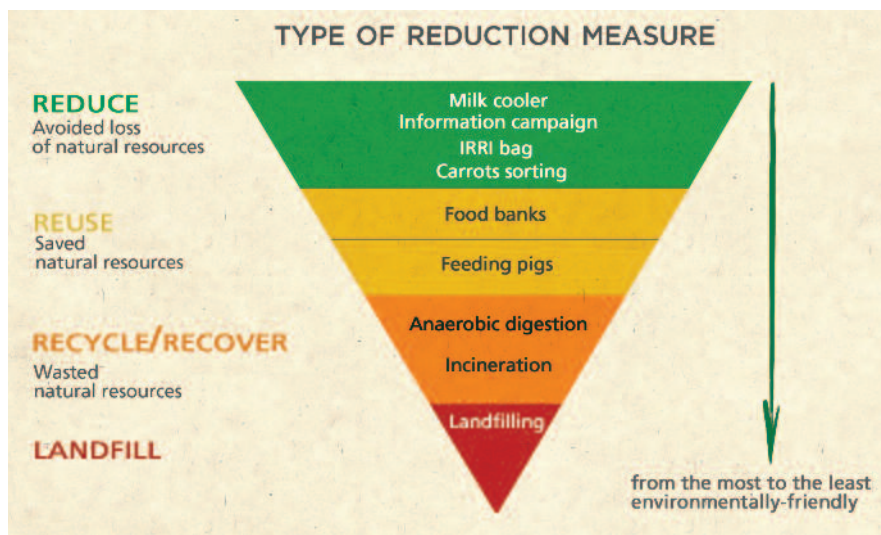 TYPE OF REDUCTION MEASURE
REDUCE
Avoided loss
of natural resources
Milk cooler
Information campaign
IRRI bag
Carrots sorting
REUSE
Saved
natural resources
Food banks
Feeding pigs
RECYCLE/RECOVER
Wasted
natural resources
Anaerobic digestion
Incineration
LANDFILL
Landfilling
from the most to the least
environmentally-friendly